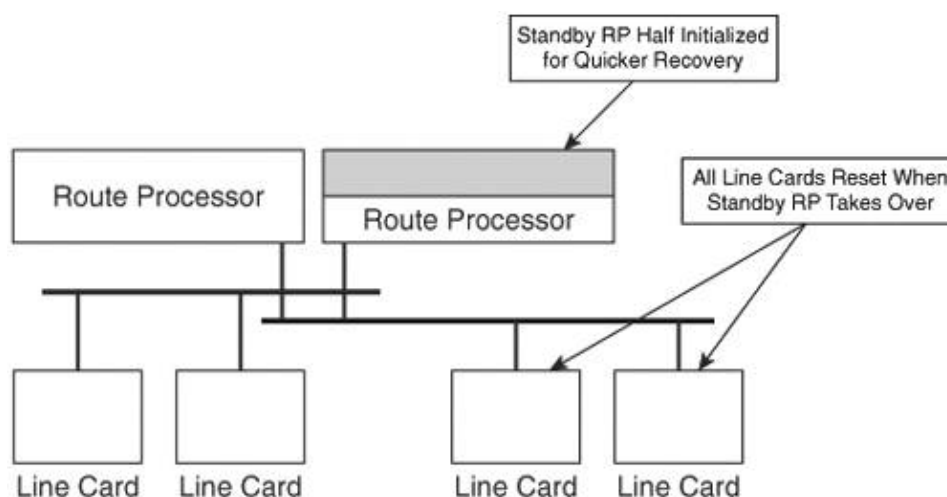 Standby RP Half Initialized
for Quicker Recovery
Route Processor
Route Processor
All Line Cards Reset When
Standby RP Takes Over
Line Card
Line Card
Line Card
Line Card